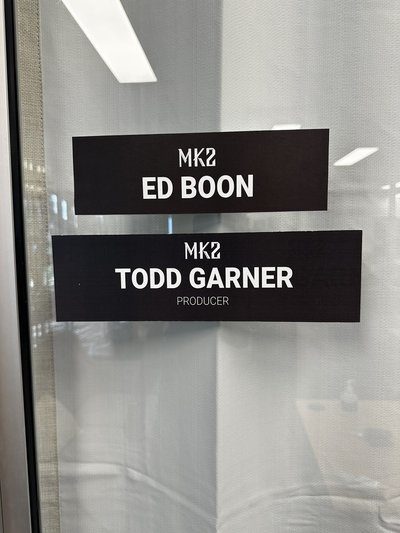 MK2
ED BOON
MK2
TODD GARNER
PRODUCER